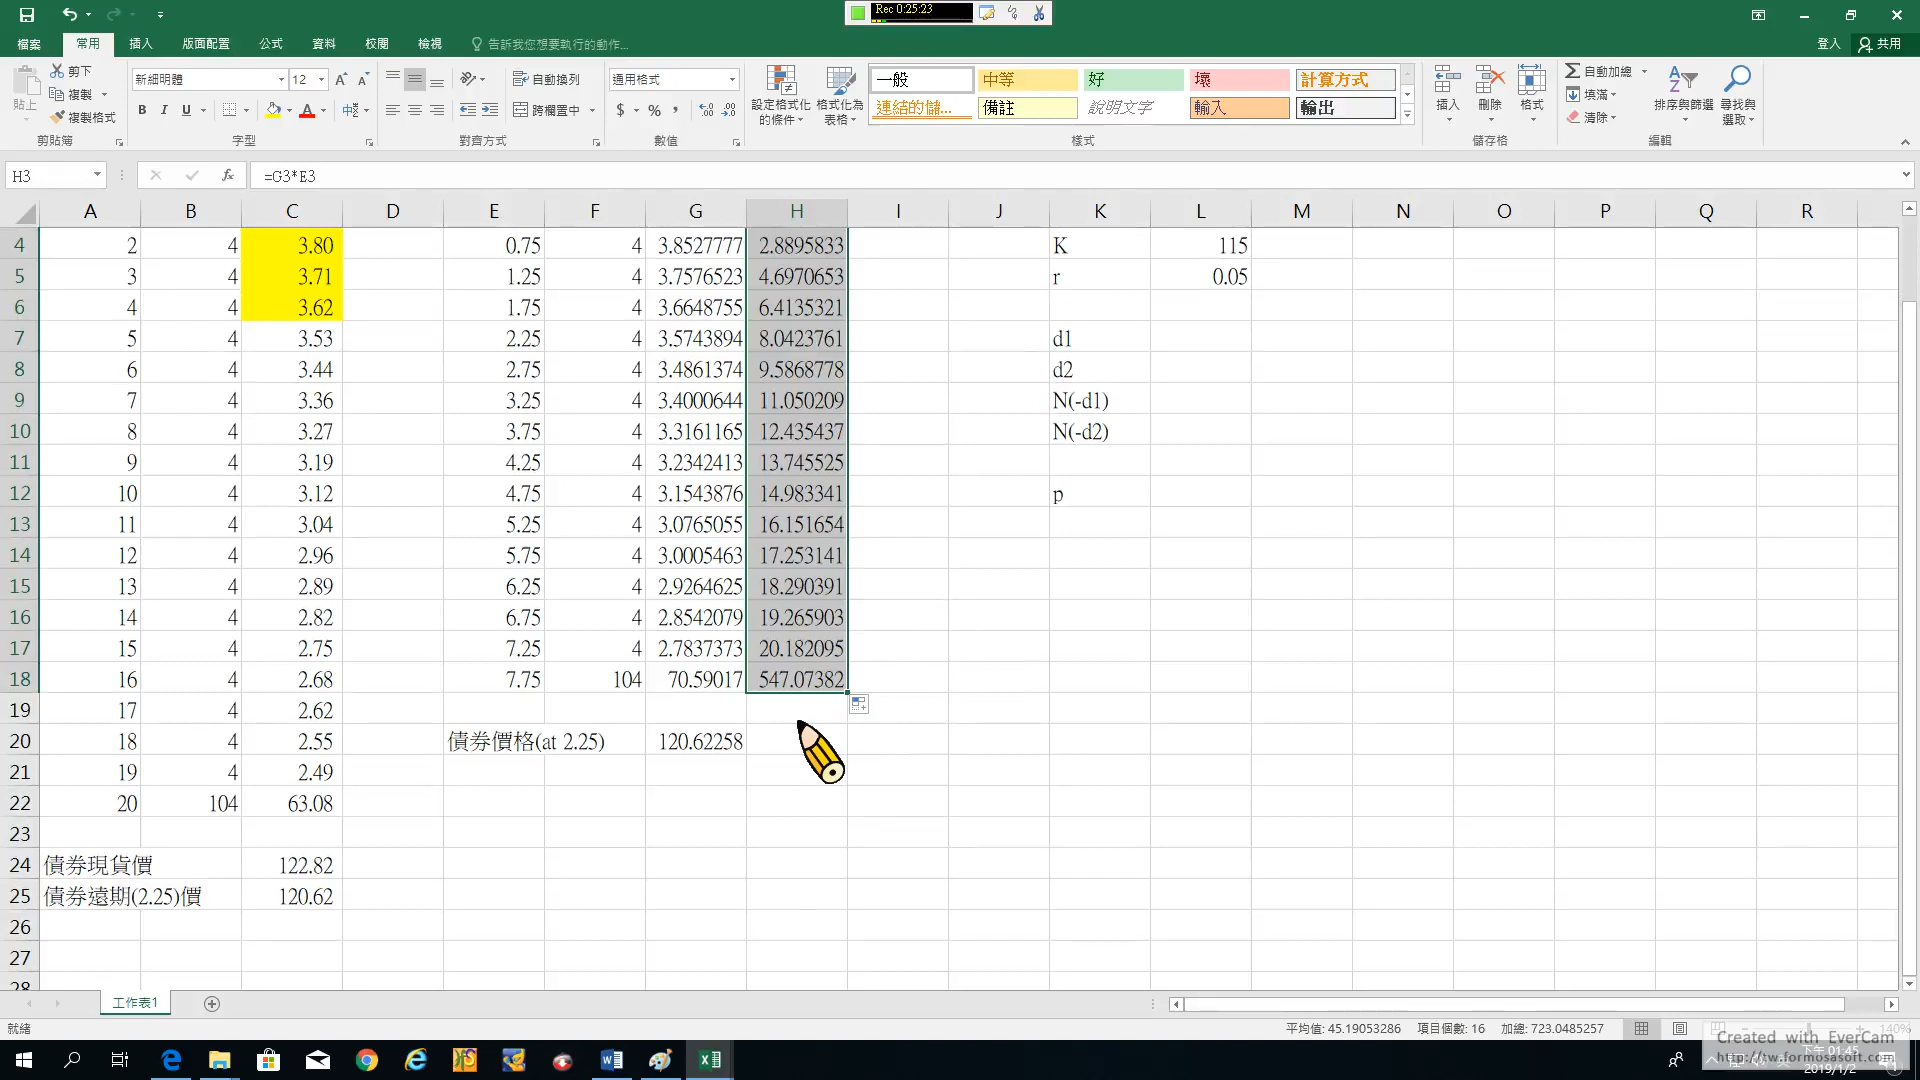 Rec 0:25:23
檔案 常用 插入 版面配置 公式 資料 校閱 檢視 告訴我您想要執行的動作... 登入 共用
剪下 新細明體 12 自動換列 通用格式 一般 中等 好 壞 計算方式 自動加總
貼上 複製 設定格式化 格式化為 插入 刪除 格式 填滿 排序與篩選 尋找與
複製格式 B I U 跨欄置中 $ % 的條件 表格 連結的儲... 備註 說明文字 輸入 輸出 清除 選取
剪貼簿 字型 對齊方式 數值 樣式 儲存格 編輯
H3 fx =G3*E3
A B C D E F G H I J K L M N O P Q R
4 2 4 3.80 0.75 4 3.8527777 2.8895833 K 115
5 3 4 3.71 1.25 4 3.7576523 4.6970653 r 0.05
6 4 4 3.62 1.75 4 3.6648755 6.4135321
7 5 4 3.53 2.25 4 3.5743894 8.0423761 d1
8 6 4 3.44 2.75 4 3.4861374 9.5868778 d2
9 7 4 3.36 3.25 4 3.4000644 11.050209 N(-d1)
10 8 4 3.27 3.75 4 3.3161165 12.435437 N(-d2)
11 9 4 3.19 4.25 4 3.2342413 13.745525
12 10 4 3.12 4.75 4 3.1543876 14.983341 p
13 11 4 3.04 5.25 4 3.0765055 16.151654
14 12 4 2.96 5.75 4 3.0005463 17.253141
15 13 4 2.89 6.25 4 2.9264625 18.290391
16 14 4 2.82 6.75 4 2.8542079 19.265903
17 15 4 2.75 7.25 4 2.7837373 20.182095
18 16 4 2.68 7.75 104 70.59017 547.07382
19 17 4 2.62
20 18 4 2.55 債券價格(at 2.25) 120.62258
21 19 4 2.49
22 20 104 63.08
23
24 債券現貨價 122.82
25 債券遠期(2.25)價 120.62
26
27
28
工作表1
就緒 平均值: 45.19053286 項目個數: 16 加總: 723.0485257 140%
Created with EverCam
http://tw.formosasoft.com
下午 01:45
2019/1/2